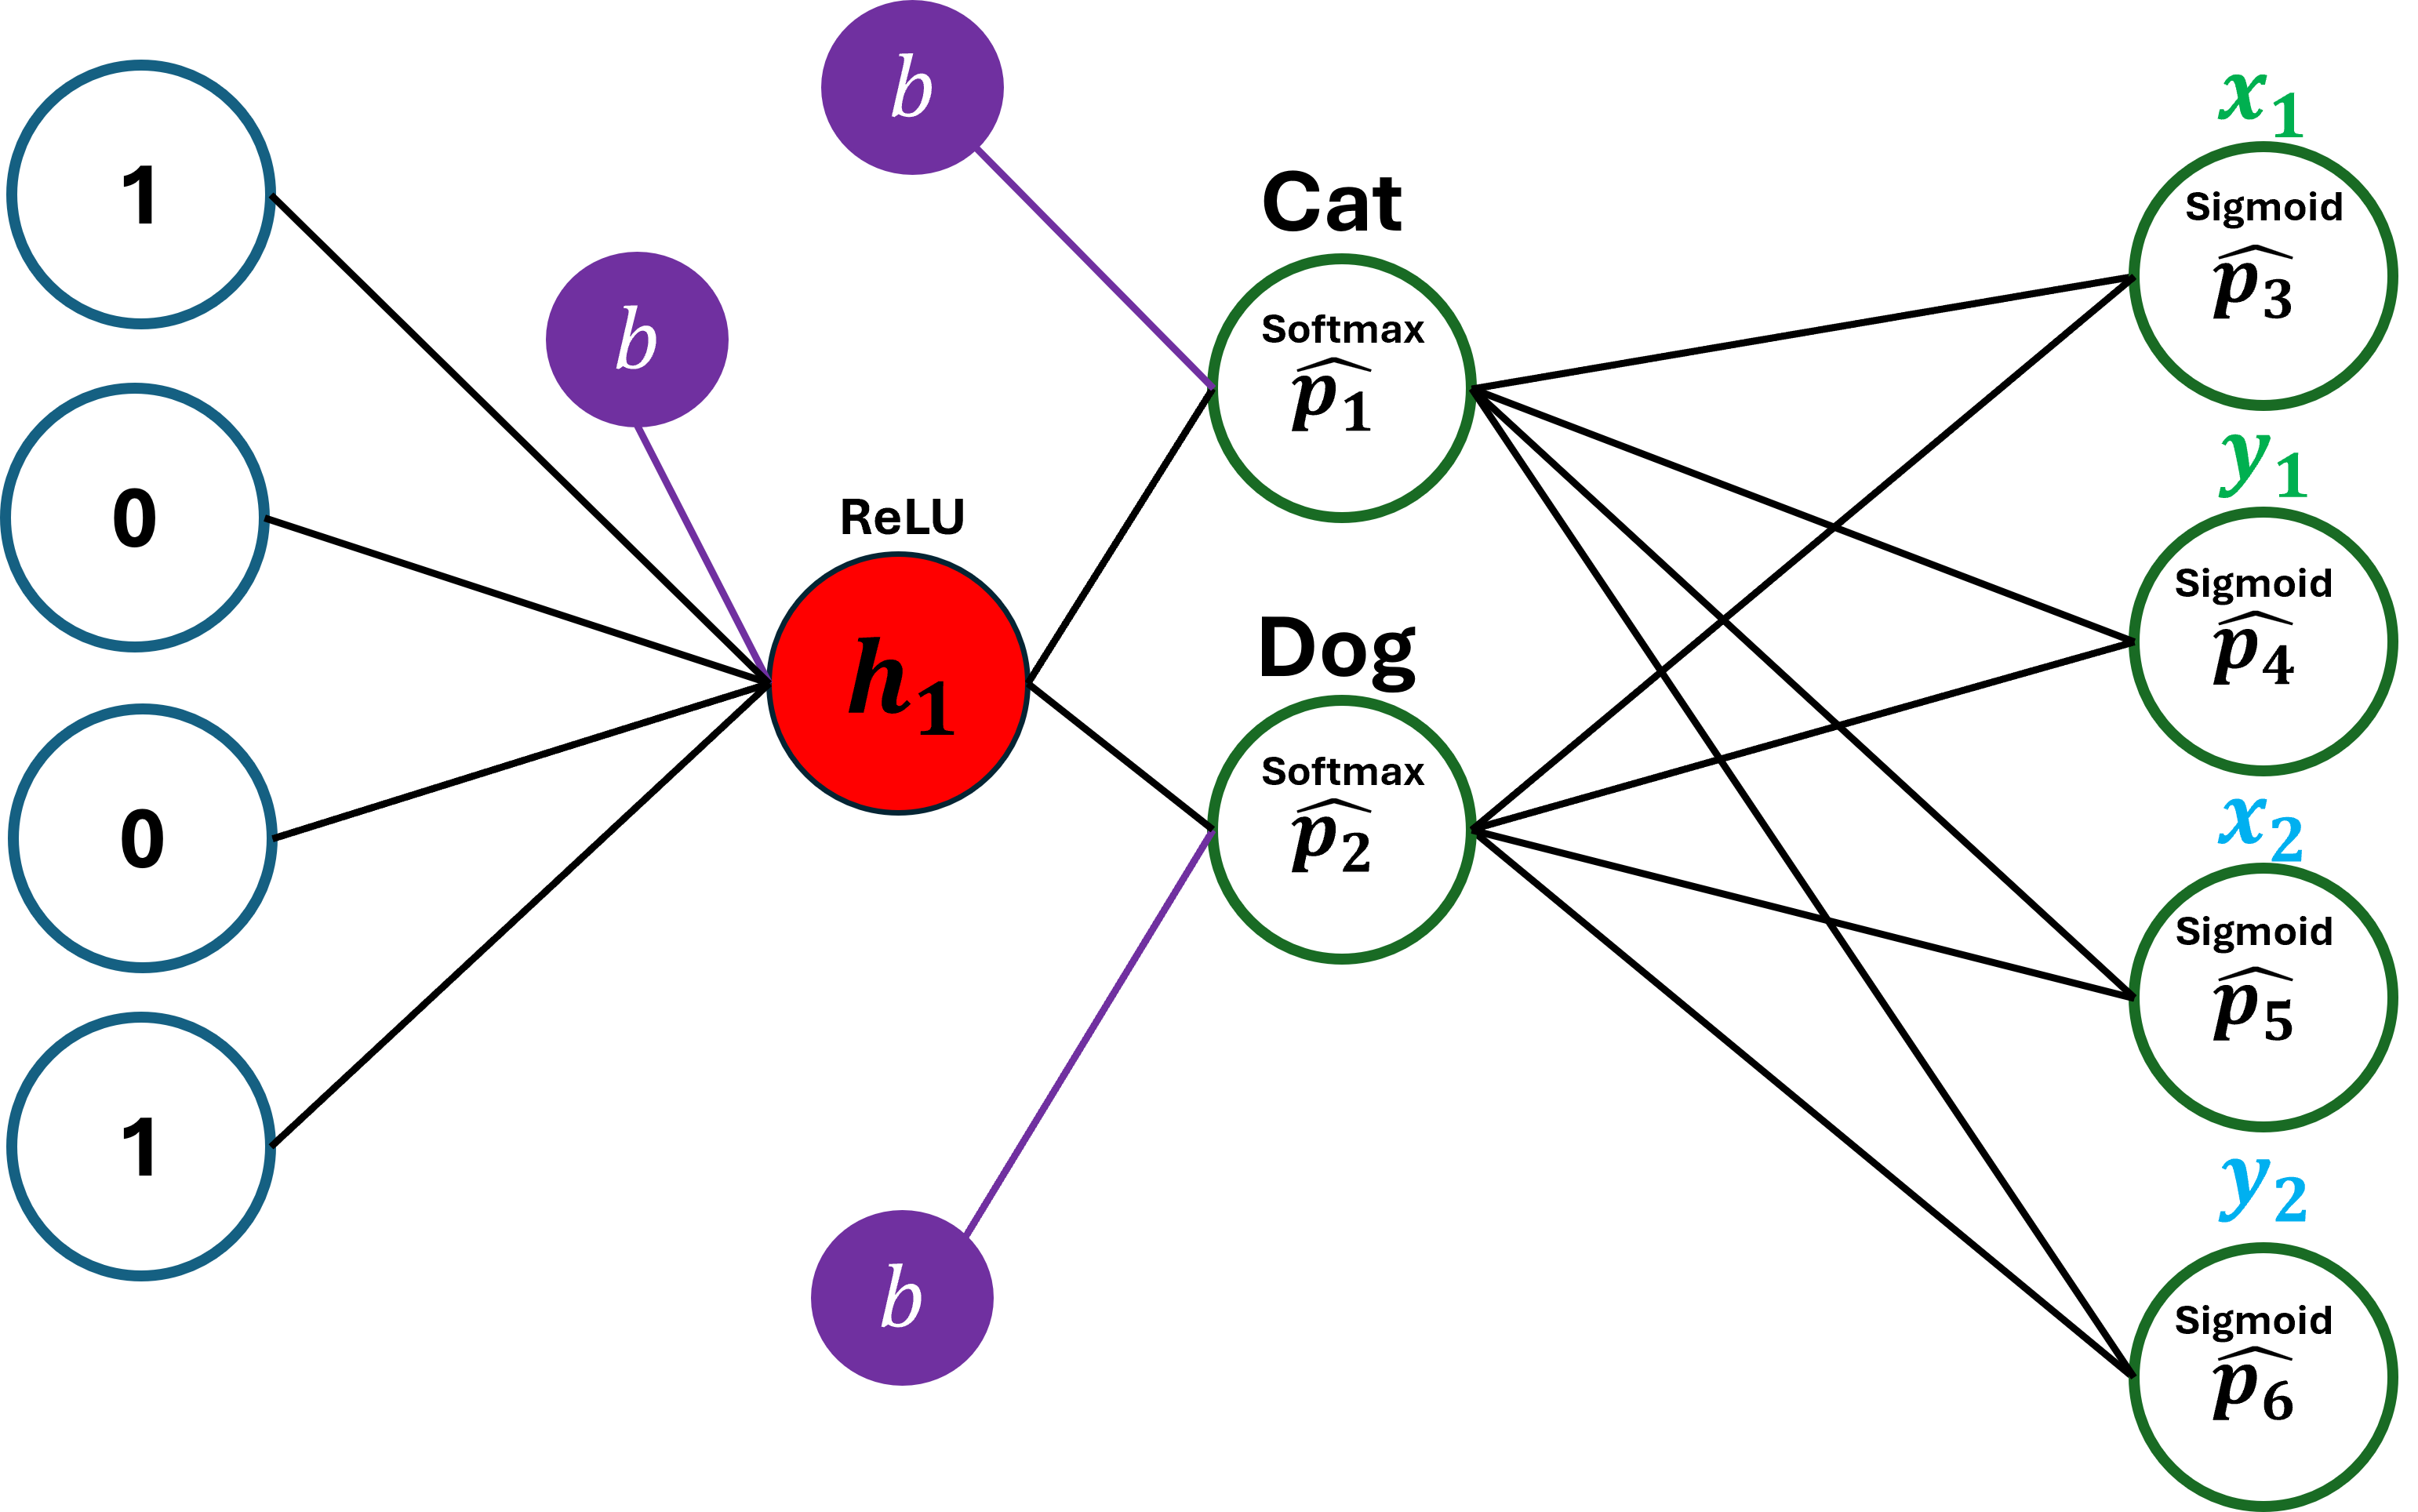 1
0
0
1
b
b
b
ReLU
h₁
Cat
Softmax
p̂₁
Dog
Softmax
p̂₂
x₁
Sigmoid
p̂₃
y₁
Sigmoid
p̂₄
x₂
Sigmoid
p̂₅
y₂
Sigmoid
p̂₆